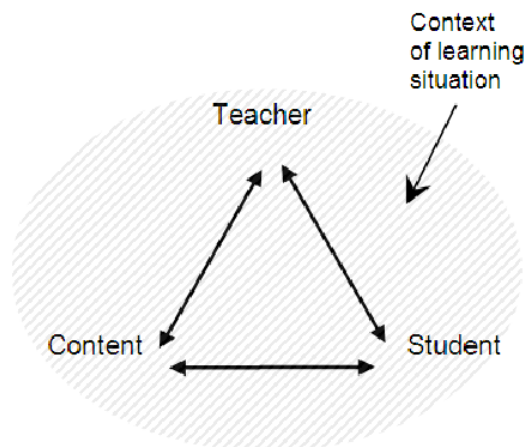 Context
of learning
situation
Teacher
Content
Student